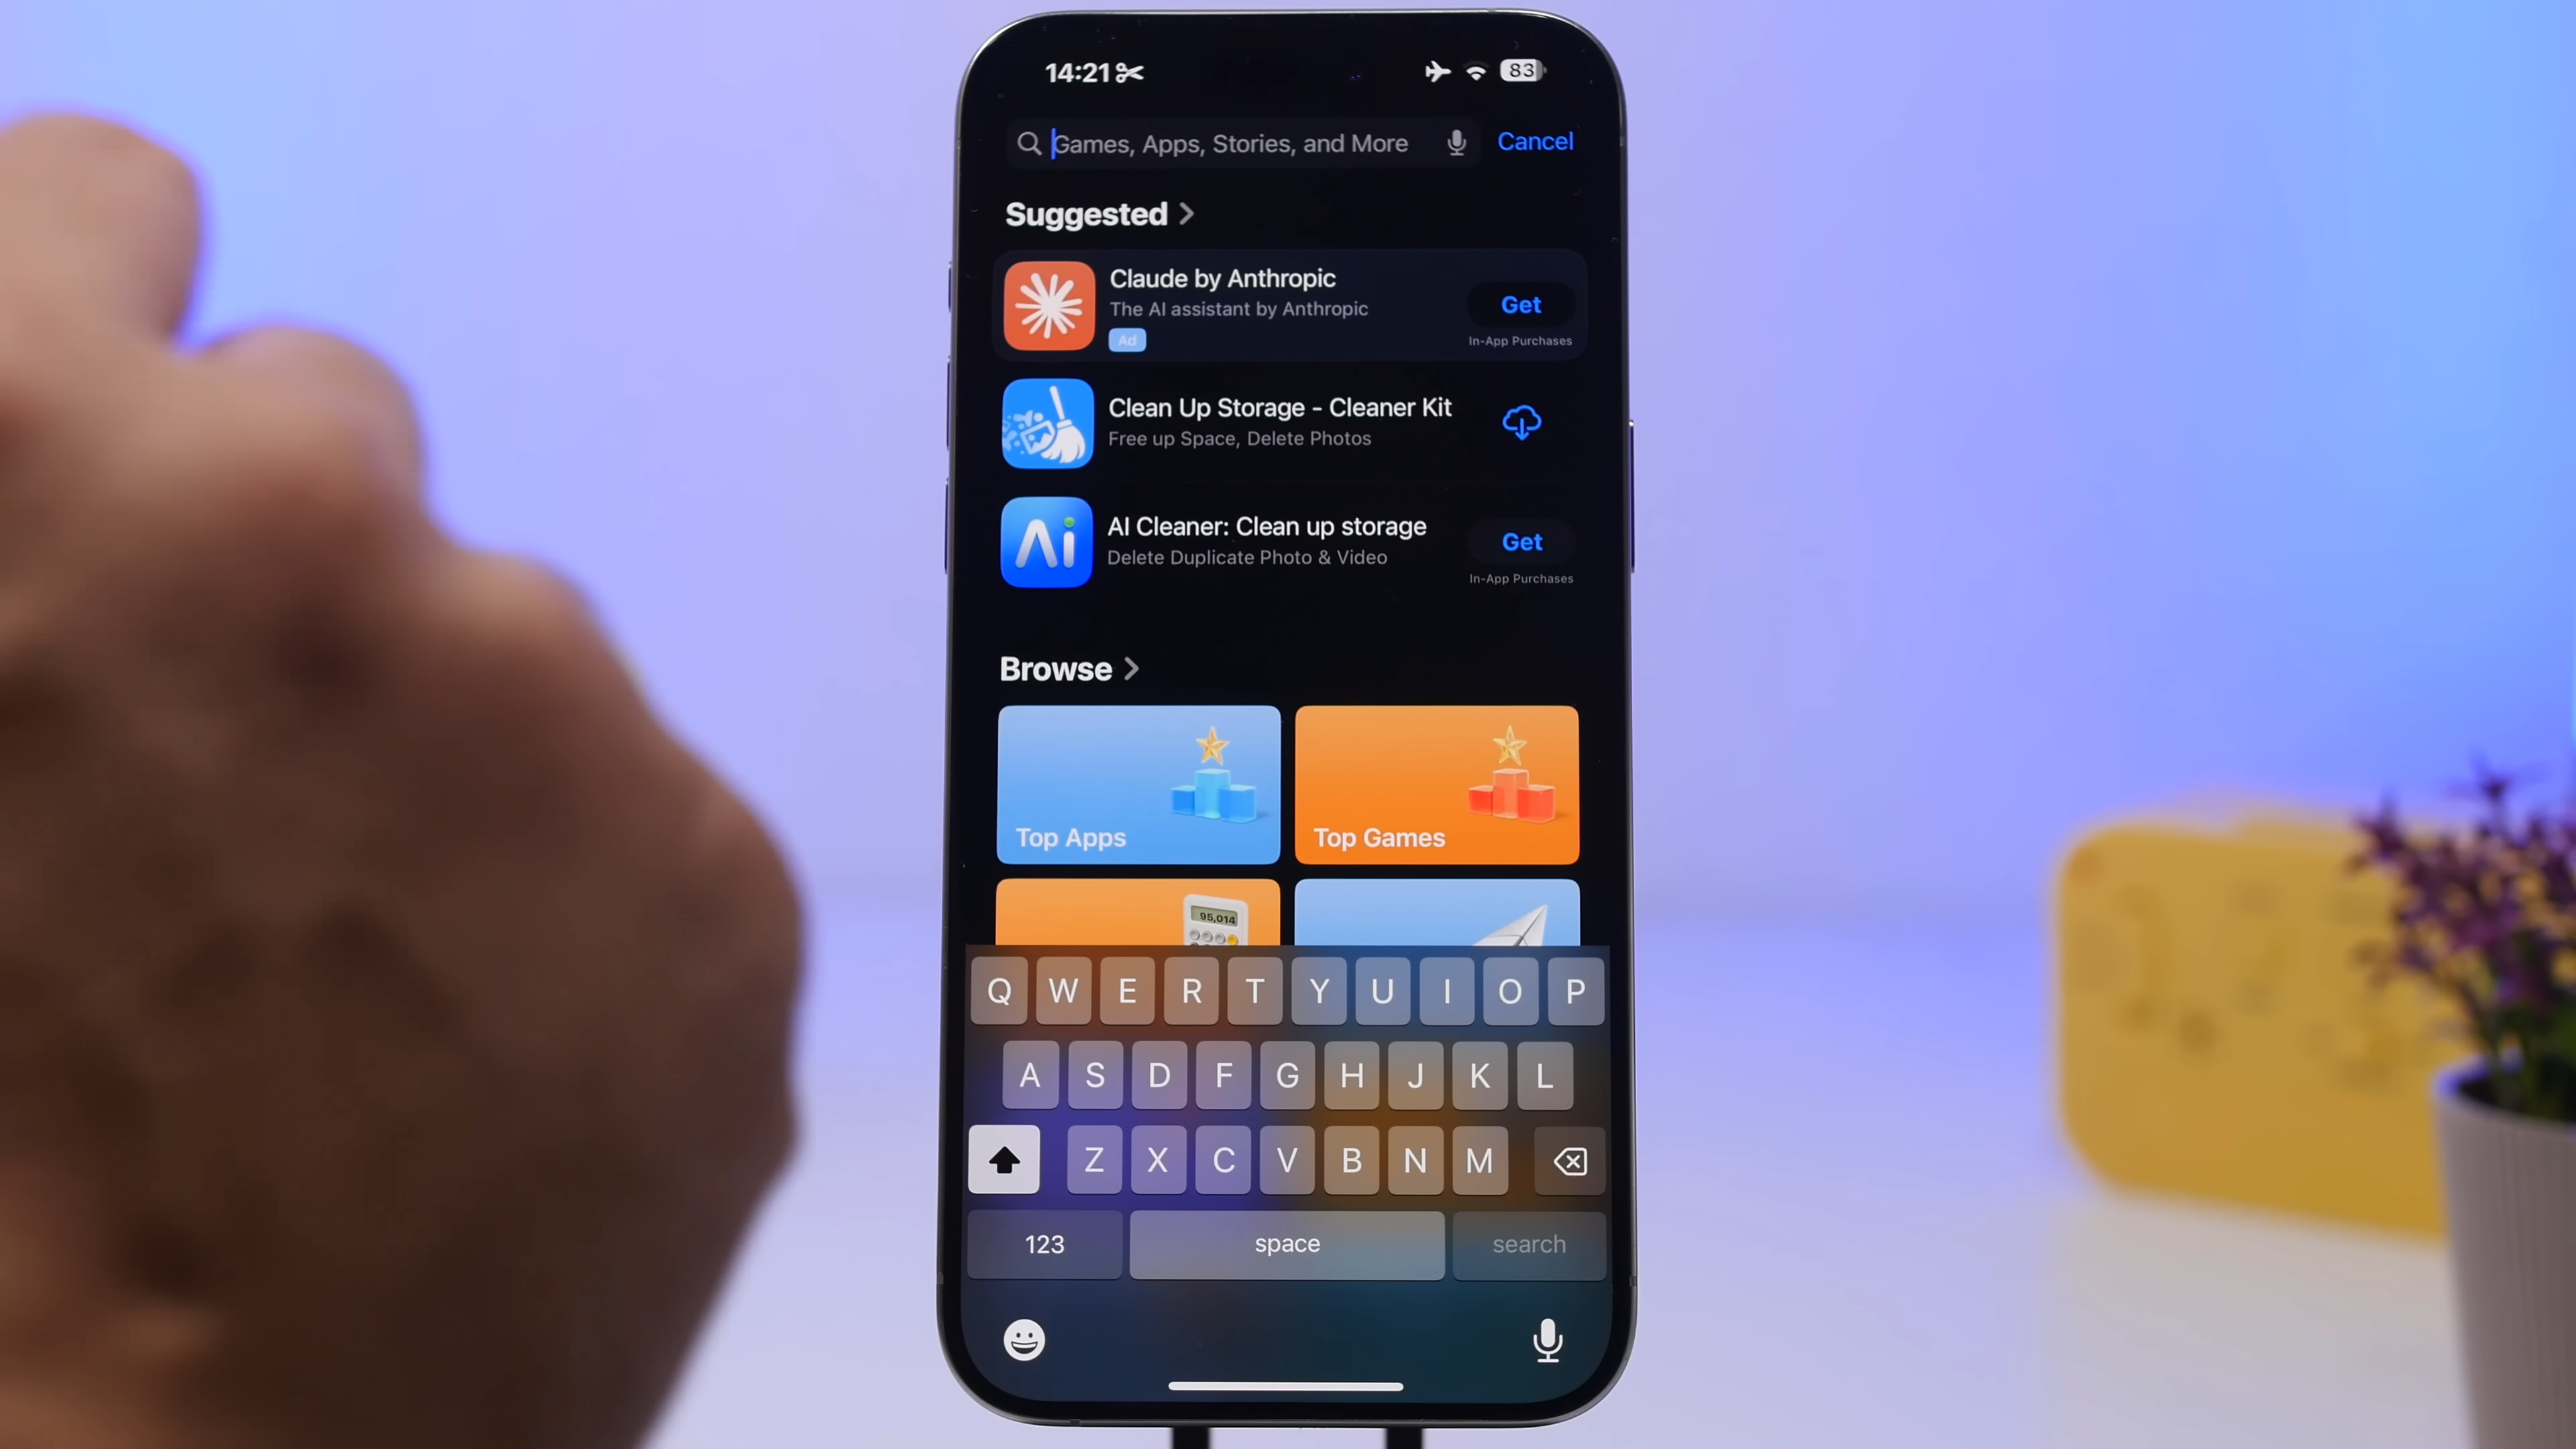 14:21
83
Games, Apps, Stories, and More
Cancel
Suggested
Claude by Anthropic
The AI assistant by Anthropic
Ad
Get
In-App Purchases
Clean Up Storage - Cleaner Kit
Free up Space, Delete Photos
Ai
AI Cleaner: Clean up storage
Delete Duplicate Photo & Video
Get
In-App Purchases
Browse
Top Apps
Top Games
95,014
Q W E R T Y U I O P
A S D F G H J K L
Z X C V B N M
123
space
search